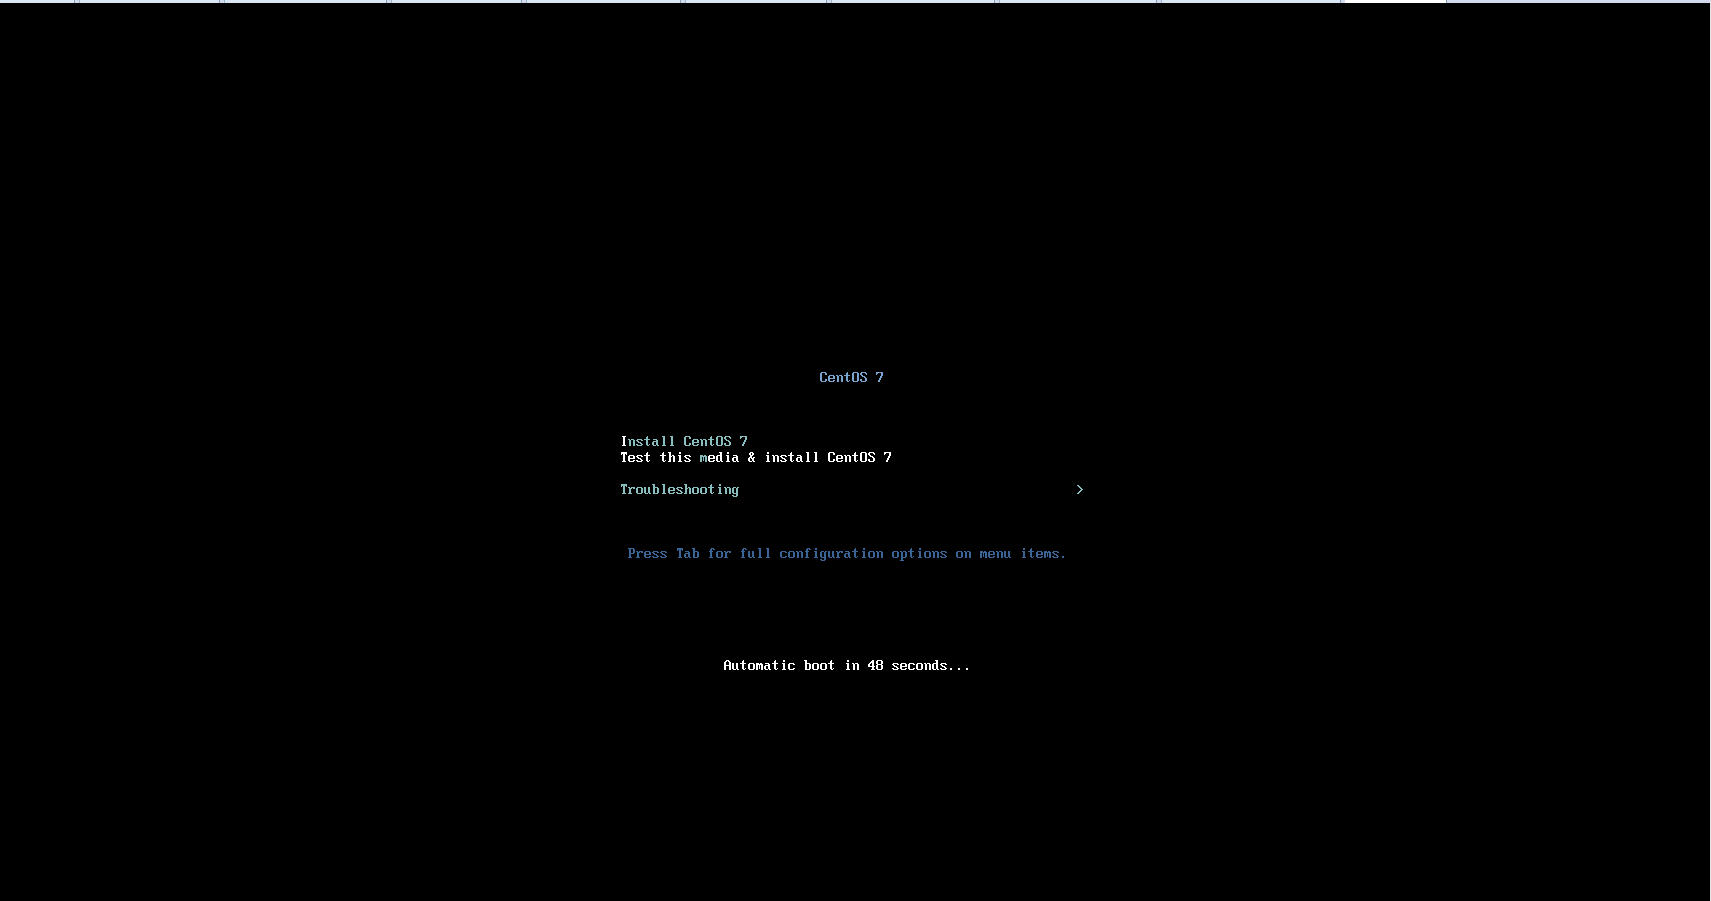 CentOS 7
Install CentOS 7
Test this media & install CentOS 7
Troubleshooting >
Press Tab for full configuration options on menu items.
Automatic boot in 48 seconds...